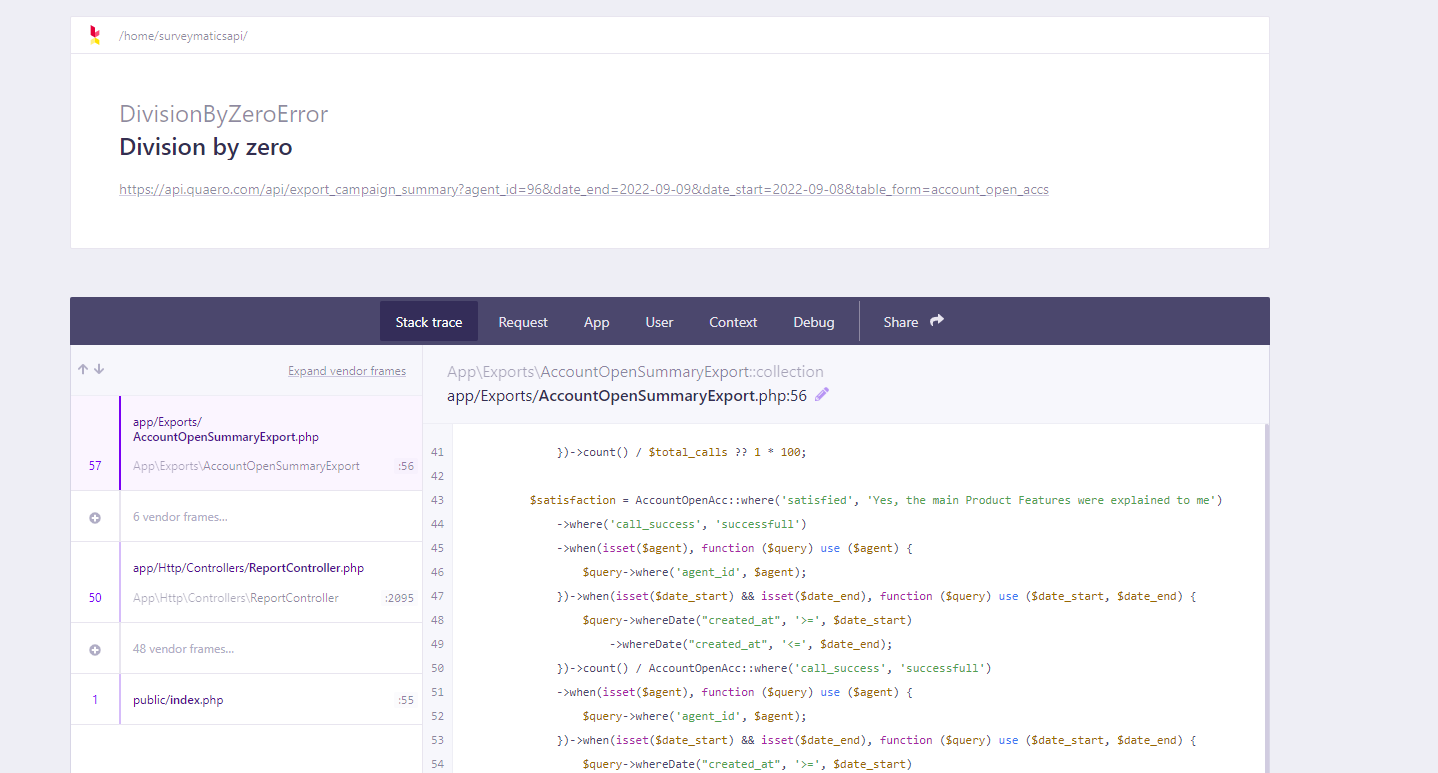 /home/surveymaticsapi/
DivisionByZeroError
Division by zero
https://api.quaero.com/api/export_campaign_summary?agent_id=96&date_end=2022-09-09&date_start=2022-09-08&table_form=account_open_accs
Stack trace Request App User Context Debug Share
Expand vendor frames
app/Exports/
AccountOpenSummaryExport.php
57 App\Exports\AccountOpenSummaryExport :56
6 vendor frames...
app/Http/Controllers/ReportController.php
50 App\Http\Controllers\ReportController :2095
48 vendor frames...
1 public/index.php :55
App\Exports\AccountOpenSummaryExport::collection
app/Exports/AccountOpenSummaryExport.php:56
41 })->count() / $total_calls ?? 1 * 100;
42
43 $satisfaction = AccountOpenAcc::where('satisfied', 'Yes, the main Product Features were explained to me')
44 ->where('call_success', 'successfull')
45 ->when(isset($agent), function ($query) use ($agent) {
46 $query->where('agent_id', $agent);
47 })->when(isset($date_start) && isset($date_end), function ($query) use ($date_start, $date_end) {
48 $query->whereDate("created_at", '>=', $date_start)
49 ->whereDate("created_at", '<=', $date_end);
50 })->count() / AccountOpenAcc::where('call_success', 'successfull')
51 ->when(isset($agent), function ($query) use ($agent) {
52 $query->where('agent_id', $agent);
53 })->when(isset($date_start) && isset($date_end), function ($query) use ($date_start, $date_end) {
54 $query->whereDate("created_at", '>=', $date_start)